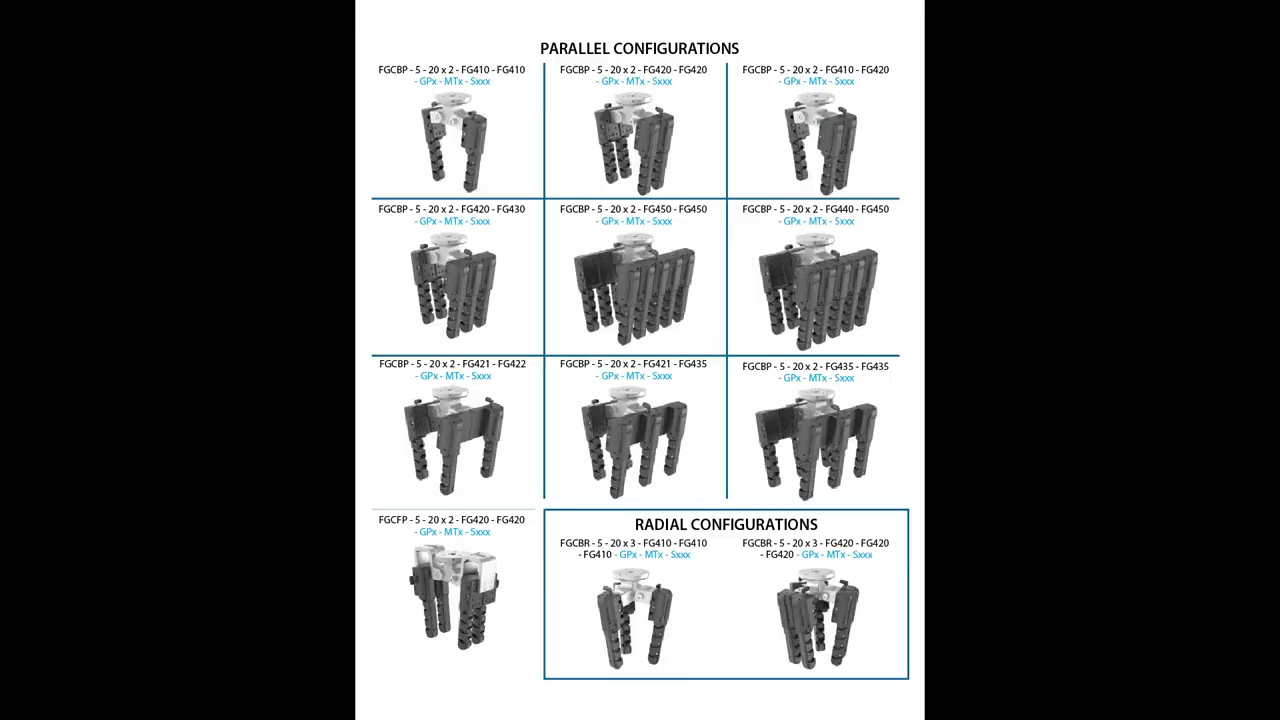 PARALLEL CONFIGURATIONS
FGCBP - 5 - 20 x 2 - FG410 - FG410
- GPx - MTx - Sxxx
FGCBP - 5 - 20 x 2 - FG420 - FG420
- GPx - MTx - Sxxx
FGCBP - 5 - 20 x 2 - FG410 - FG420
- GPx - MTx - Sxxx
FGCBP - 5 - 20 x 2 - FG420 - FG430
- GPx - MTx - Sxxx
FGCBP - 5 - 20 x 2 - FG450 - FG450
- GPx - MTx - Sxxx
FGCBP - 5 - 20 x 2 - FG440 - FG450
- GPx - MTx - Sxxx
FGCBP - 5 - 20 x 2 - FG421 - FG422
- GPx - MTx - Sxxx
FGCBP - 5 - 20 x 2 - FG421 - FG435
- GPx - MTx - Sxxx
FGCBP - 5 - 20 x 2 - FG435 - FG435
- GPx - MTx - Sxxx
FGCFP - 5 - 20 x 2 - FG420 - FG420
- GPx - MTx - Sxxx
RADIAL CONFIGURATIONS
FGCBR - 5 - 20 x 3 - FG410 - FG410
- FG410 - GPx - MTx - Sxxx
FGCBR - 5 - 20 x 3 - FG420 - FG420
- FG420 - GPx - MTx - Sxxx